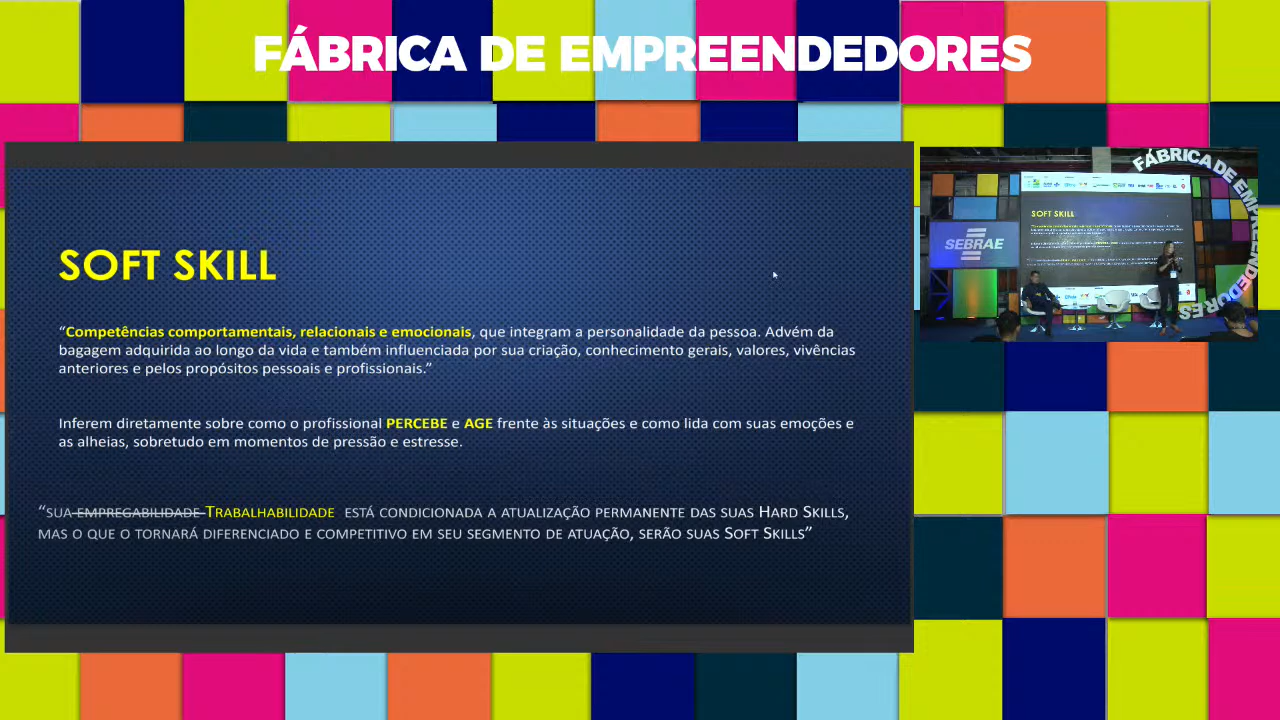 FÁBRICA DE EMPREENDEDORES
SOFT SKILL
“Competências comportamentais, relacionais e emocionais, que integram a personalidade da pessoa. Advém da
bagagem adquirida ao longo da vida e também influenciada por sua criação, conhecimento gerais, valores, vivências
anteriores e pelos propósitos pessoais e profissionais.”
Inferem diretamente sobre como o profissional PERCEBE e AGE frente às situações e como lida com suas emoções e
as alheias, sobretudo em momentos de pressão e estresse.
“SUA EMPREGABILIDADE TRABALHABILIDADE ESTÁ CONDICIONADA A ATUALIZAÇÃO PERMANENTE DAS SUAS HARD SKILLS,
MAS O QUE O TORNARÁ DIFERENCIADO E COMPETITIVO EM SEU SEGMENTO DE ATUAÇÃO, SERÃO SUAS SOFT SKILLS”
FÁBRICA DE EMPREENDEDORES
SOFT SKILL
SEBRAE